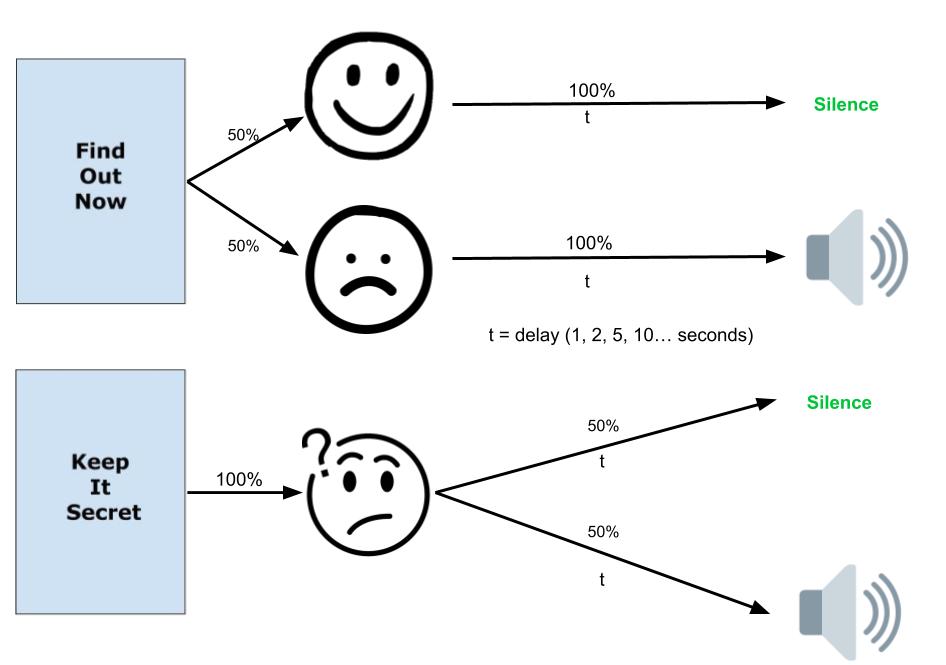 Find
Out
Now
50%
50%
100%
t
Silence
100%
t
t = delay (1, 2, 5, 10... seconds)
Keep
It
Secret
100%
?
50%
t
Silence
50%
t